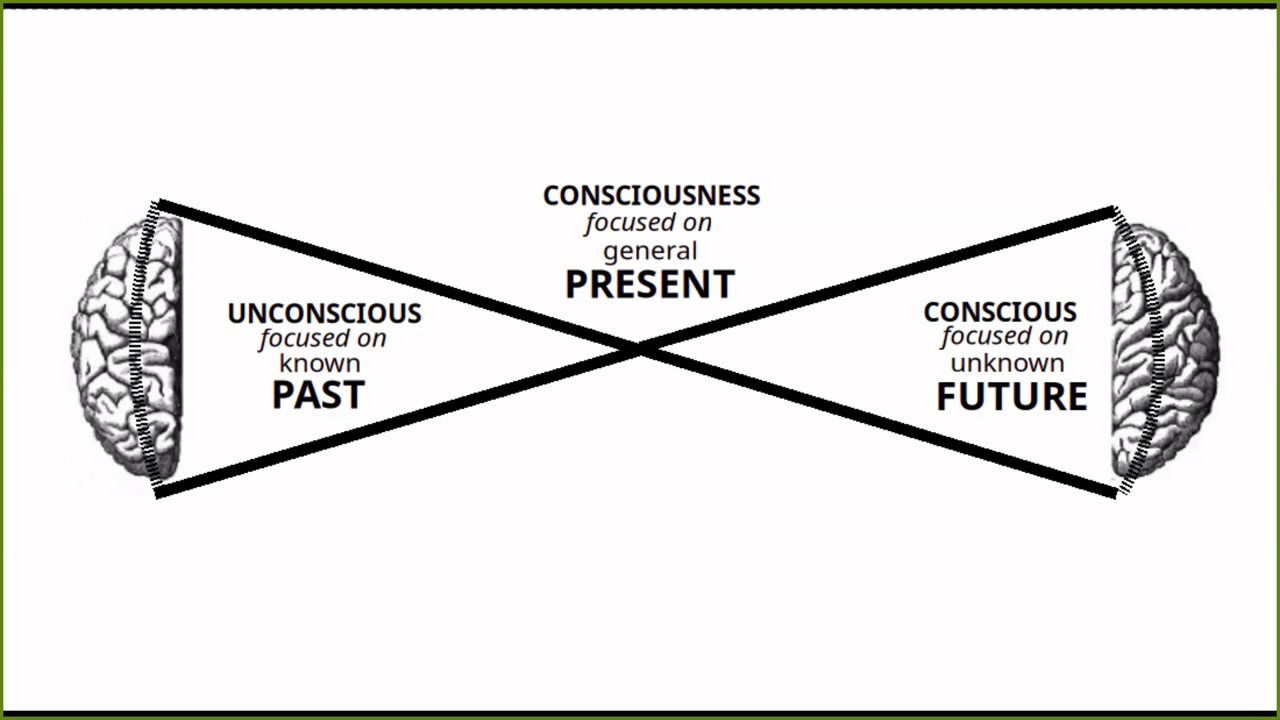 CONSCIOUSNESS
focused on
general
PRESENT
UNCONSCIOUS
focused on
known
PAST
CONSCIOUS
focused on
unknown
FUTURE